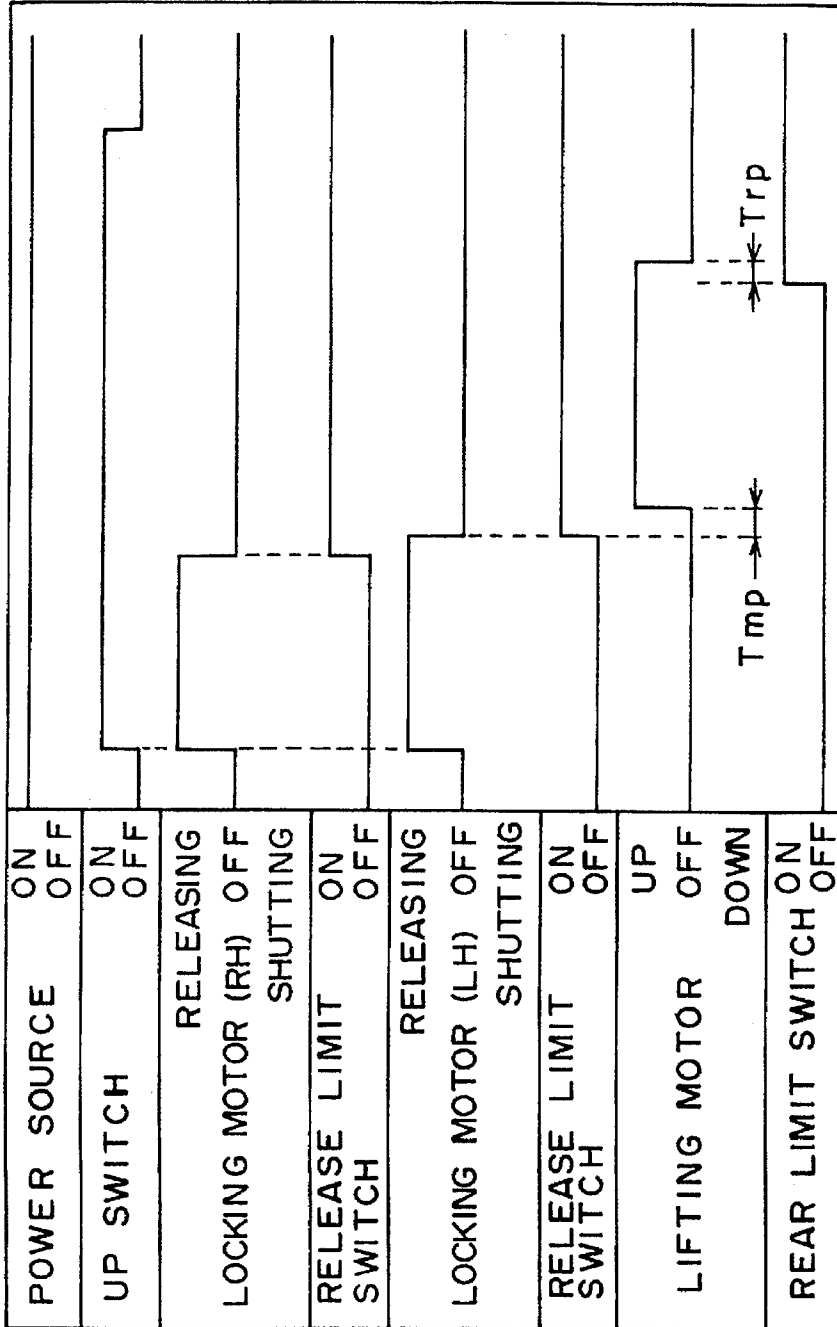 POWER SOURCE
ON
OFF
UP SWITCH
ON
OFF
RELEASING
LOCKING MOTOR (RH) OFF
SHUTTING
RELEASE LIMIT
SWITCH
ON
OFF
RELEASING
LOCKING MOTOR (LH) OFF
SHUTTING
RELEASE LIMIT
SWITCH
ON
OFF
LIFTING MOTOR
UP
OFF
DOWN
REAR LIMIT SWITCH
ON
OFF
Tmp
Trp